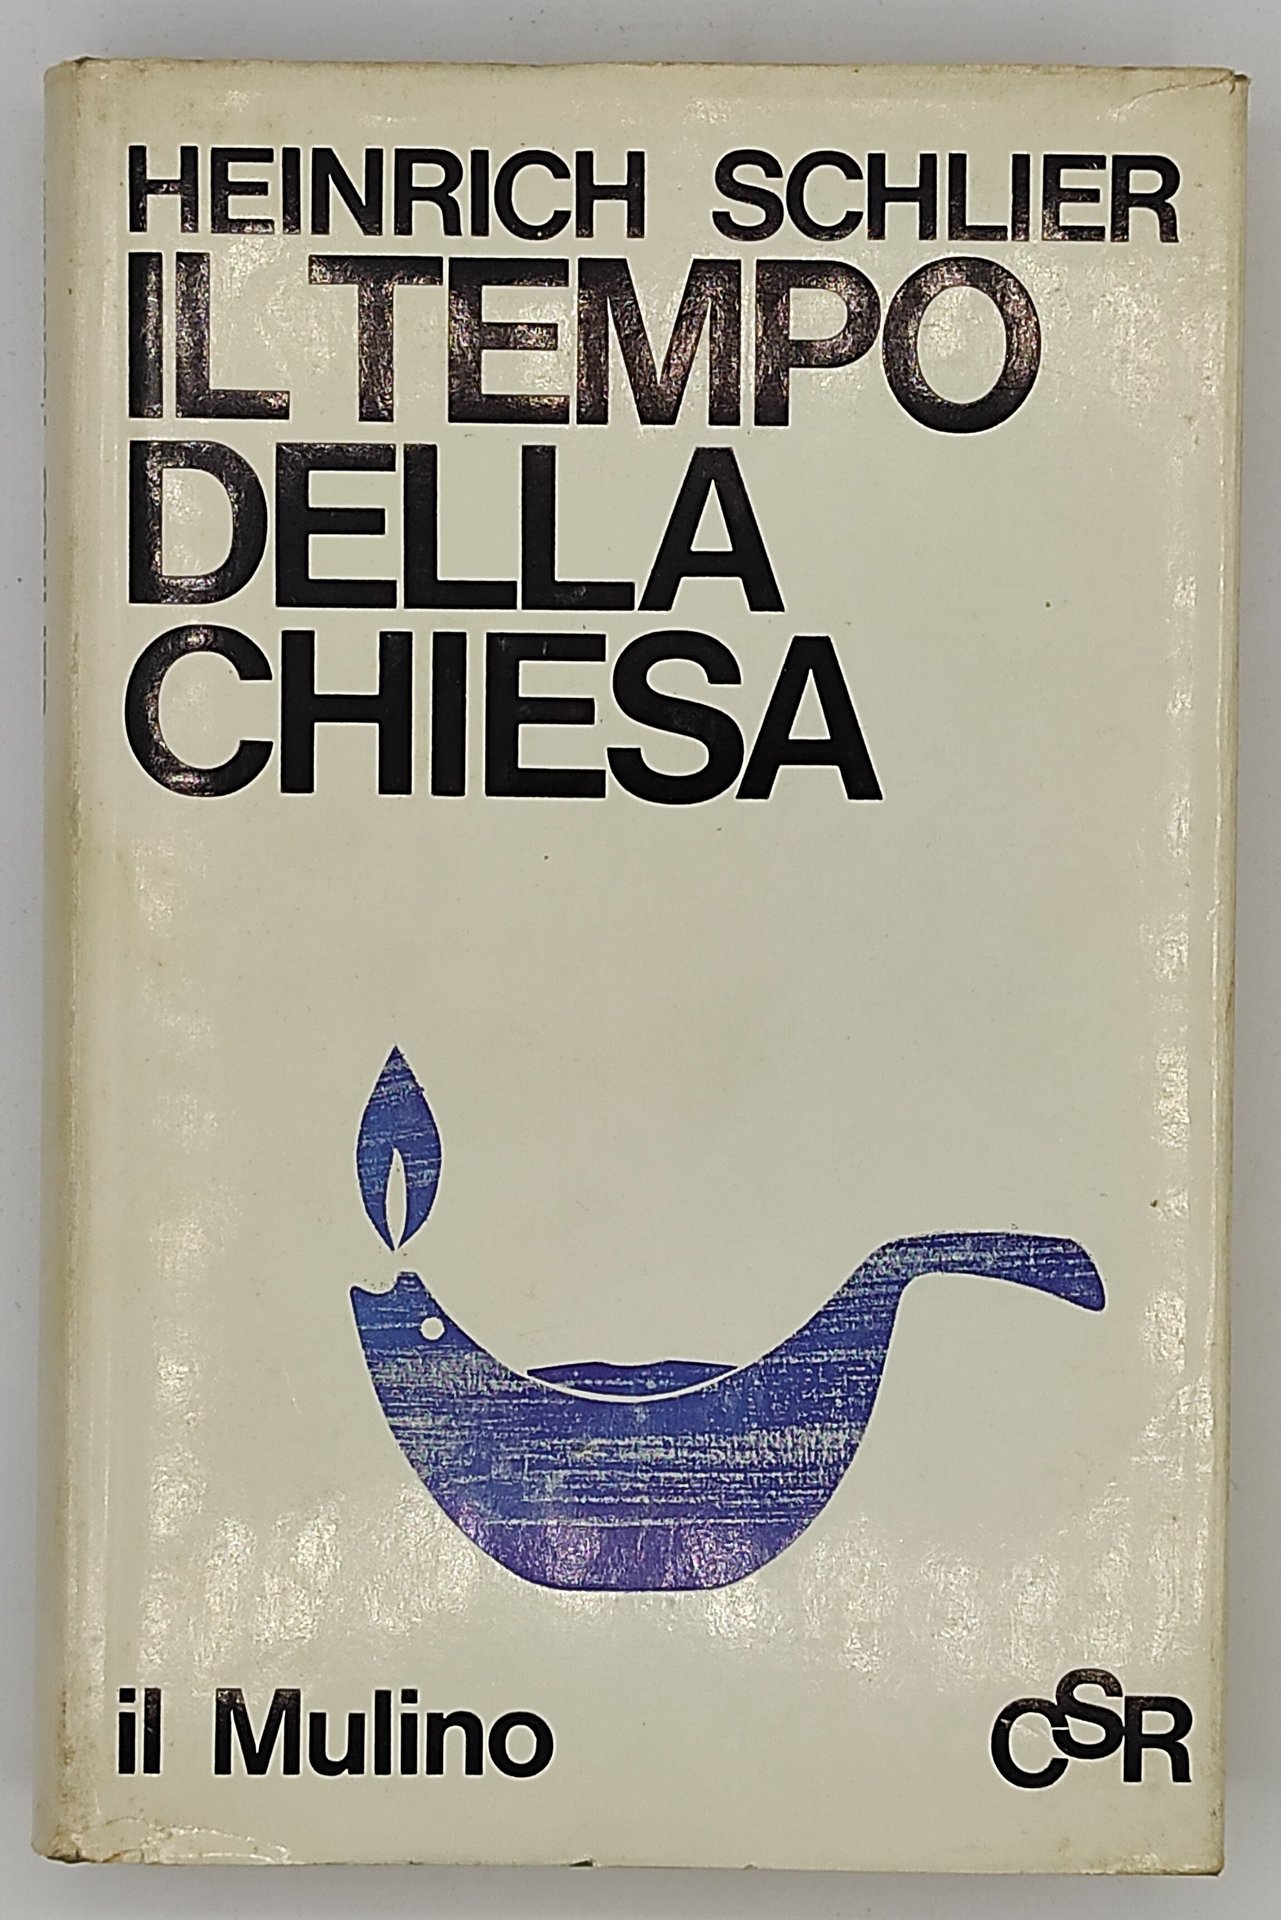 HEINRICH SCHLIER
IL TEMPO
DELLA
CHIESA
il Mulino
CSR